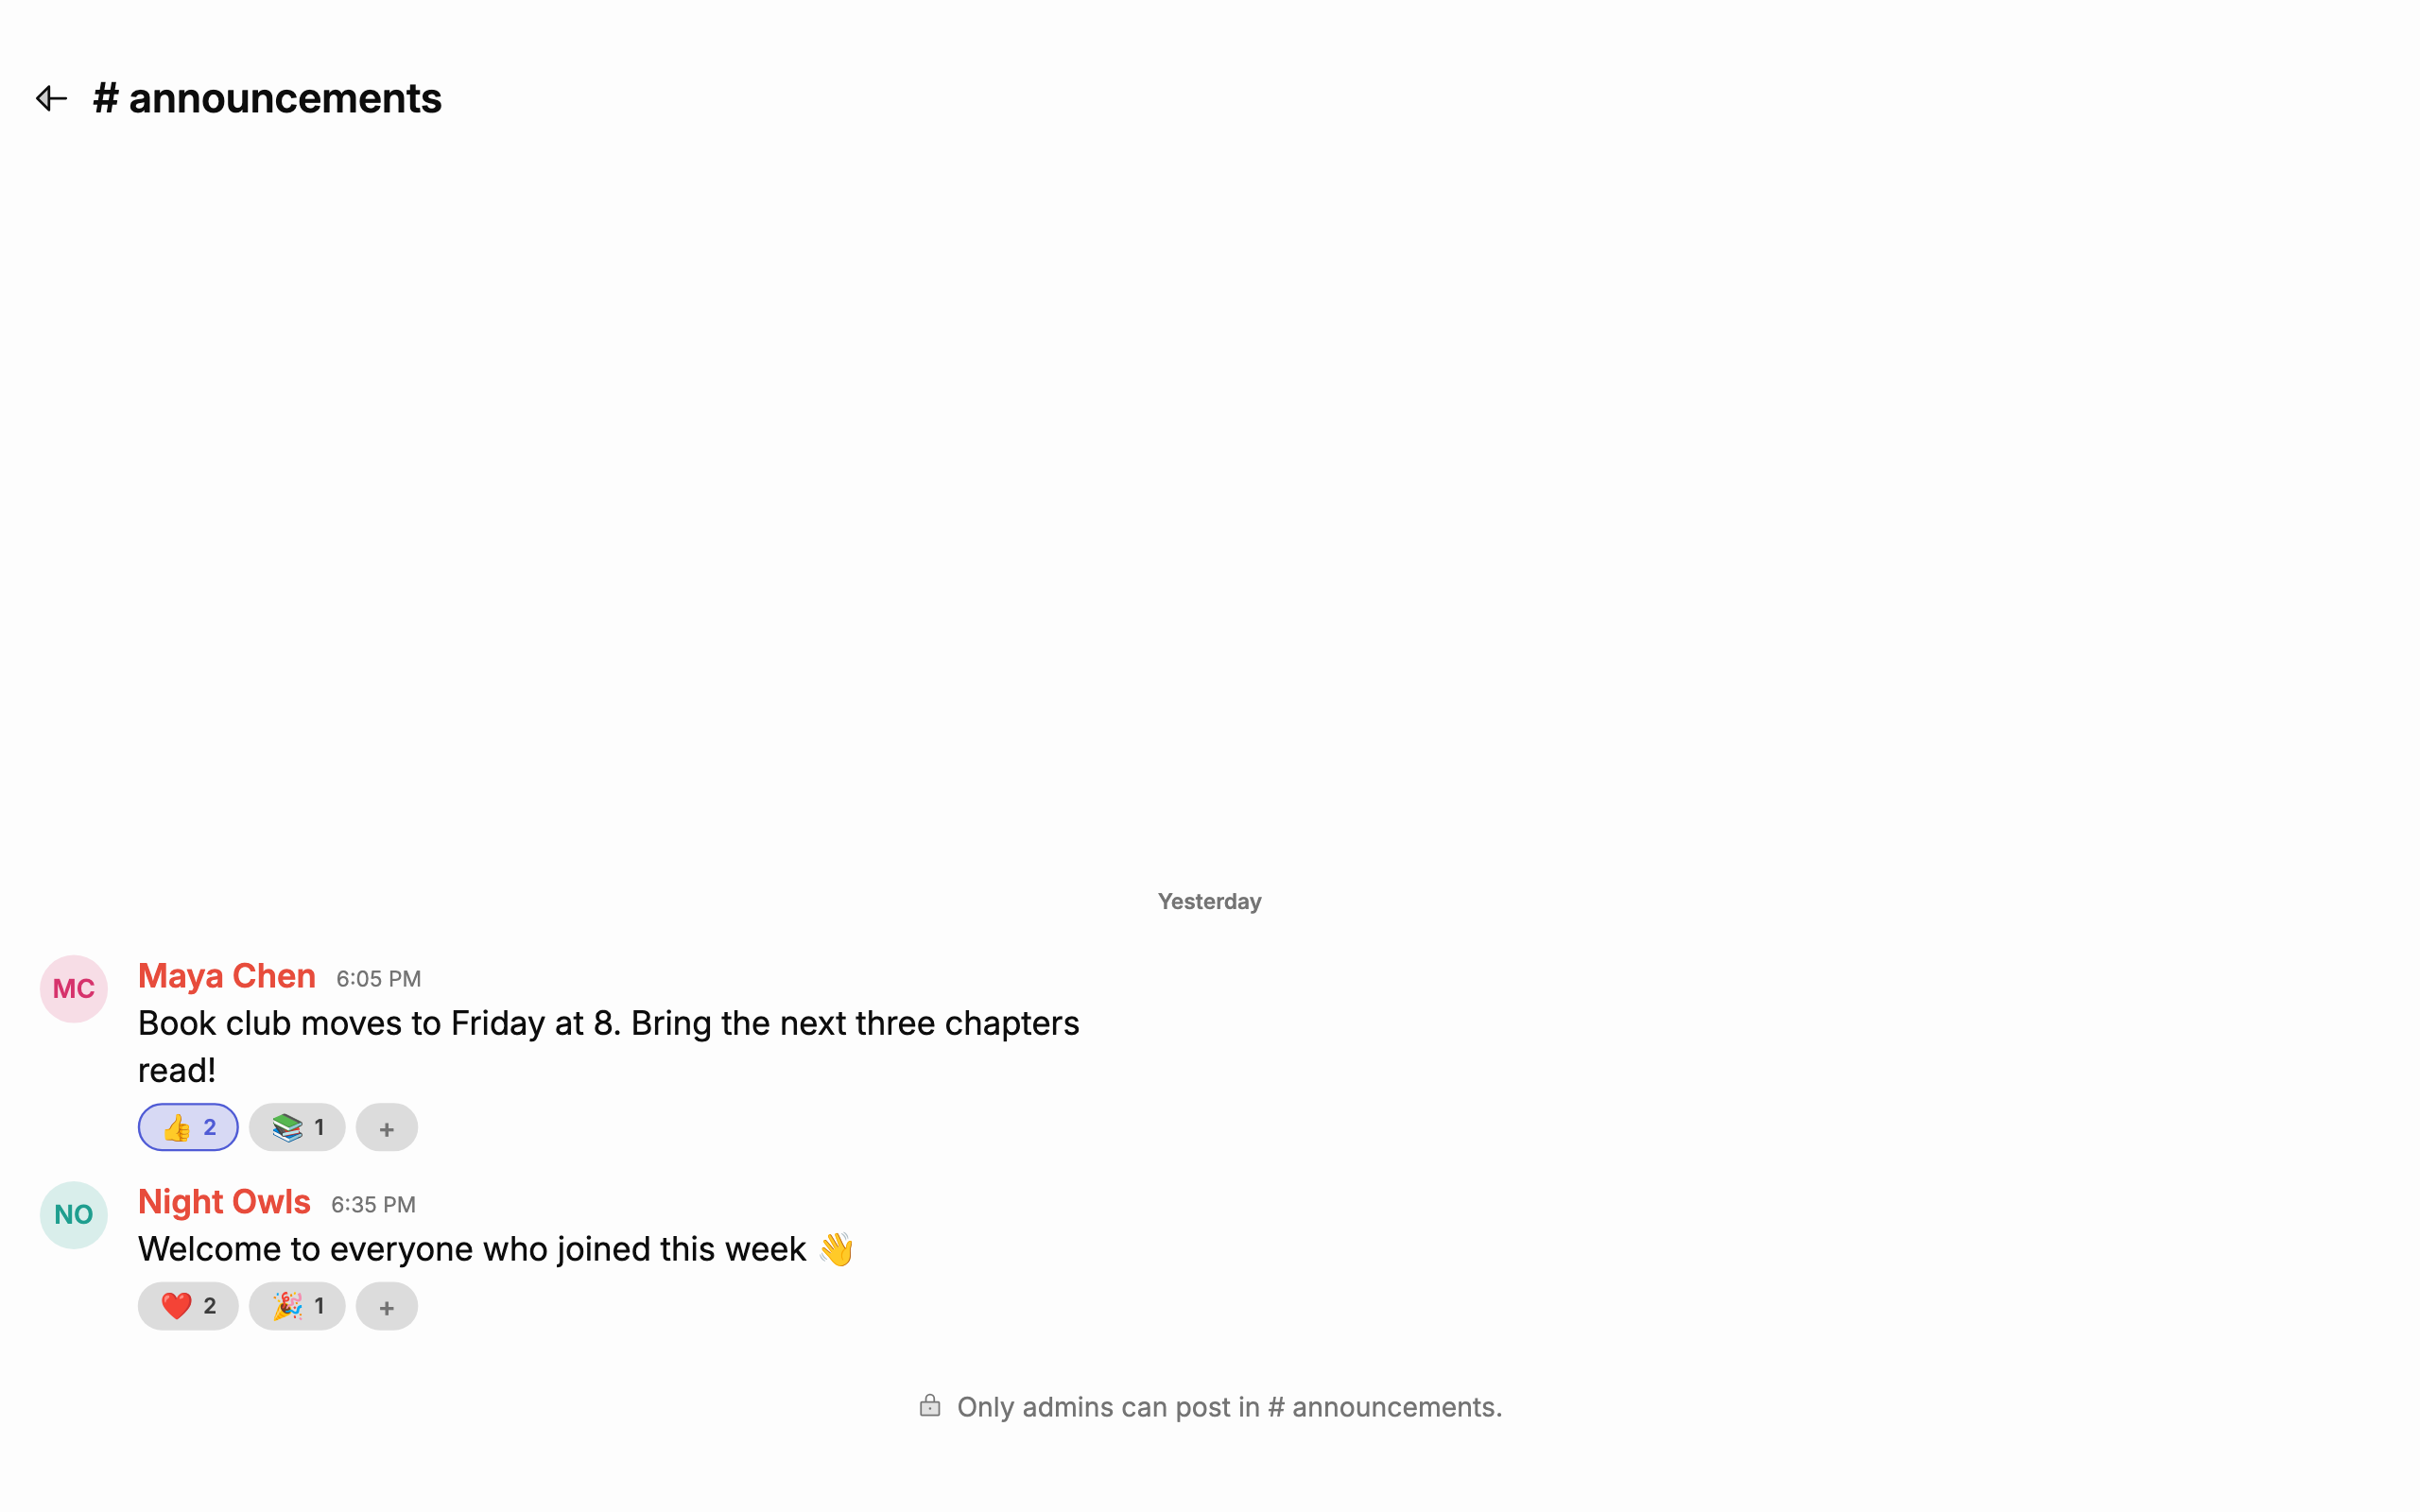 # announcements
Yesterday
MC
Maya Chen 6:05 PM
Book club moves to Friday at 8. Bring the next three chapters
read!
👍 2 📚 1 +
NO
Night Owls 6:35 PM
Welcome to everyone who joined this week 👋
❤️ 2 🎉 1 +
Only admins can post in # announcements.